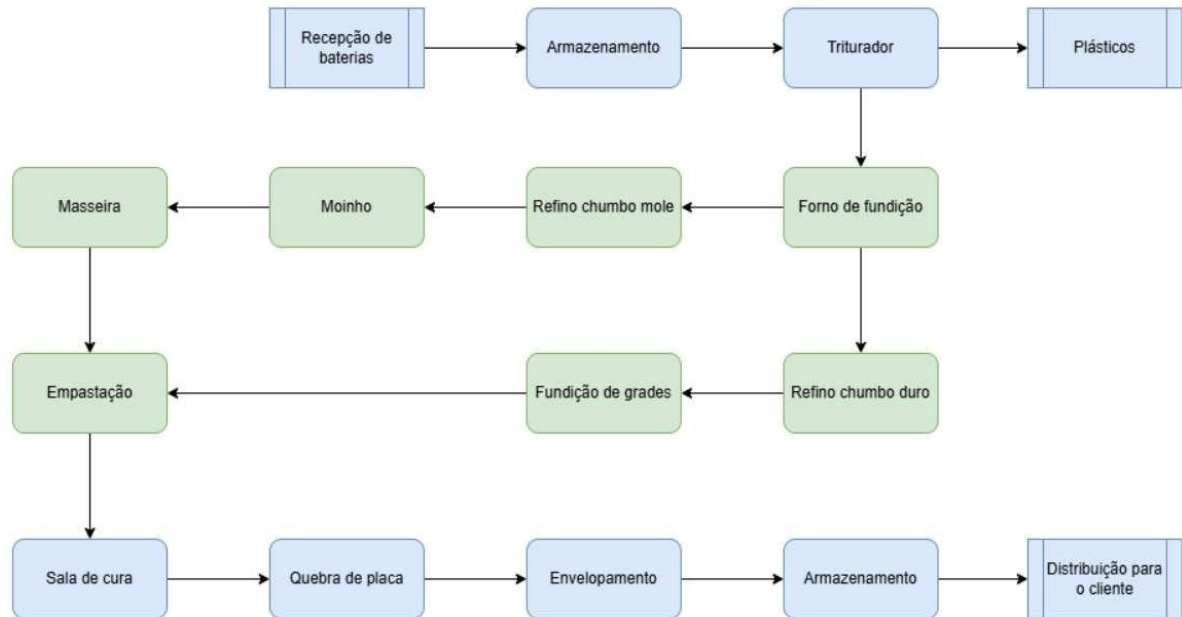 Recepção de
baterias
Armazenamento
Triturador
Plásticos
Masseira
Moinho
Refino chumbo mole
Forno de fundição
Empastação
Fundição de grades
Refino chumbo duro
Sala de cura
Quebra de placa
Envelopamento
Armazenamento
Distribuição para
o cliente